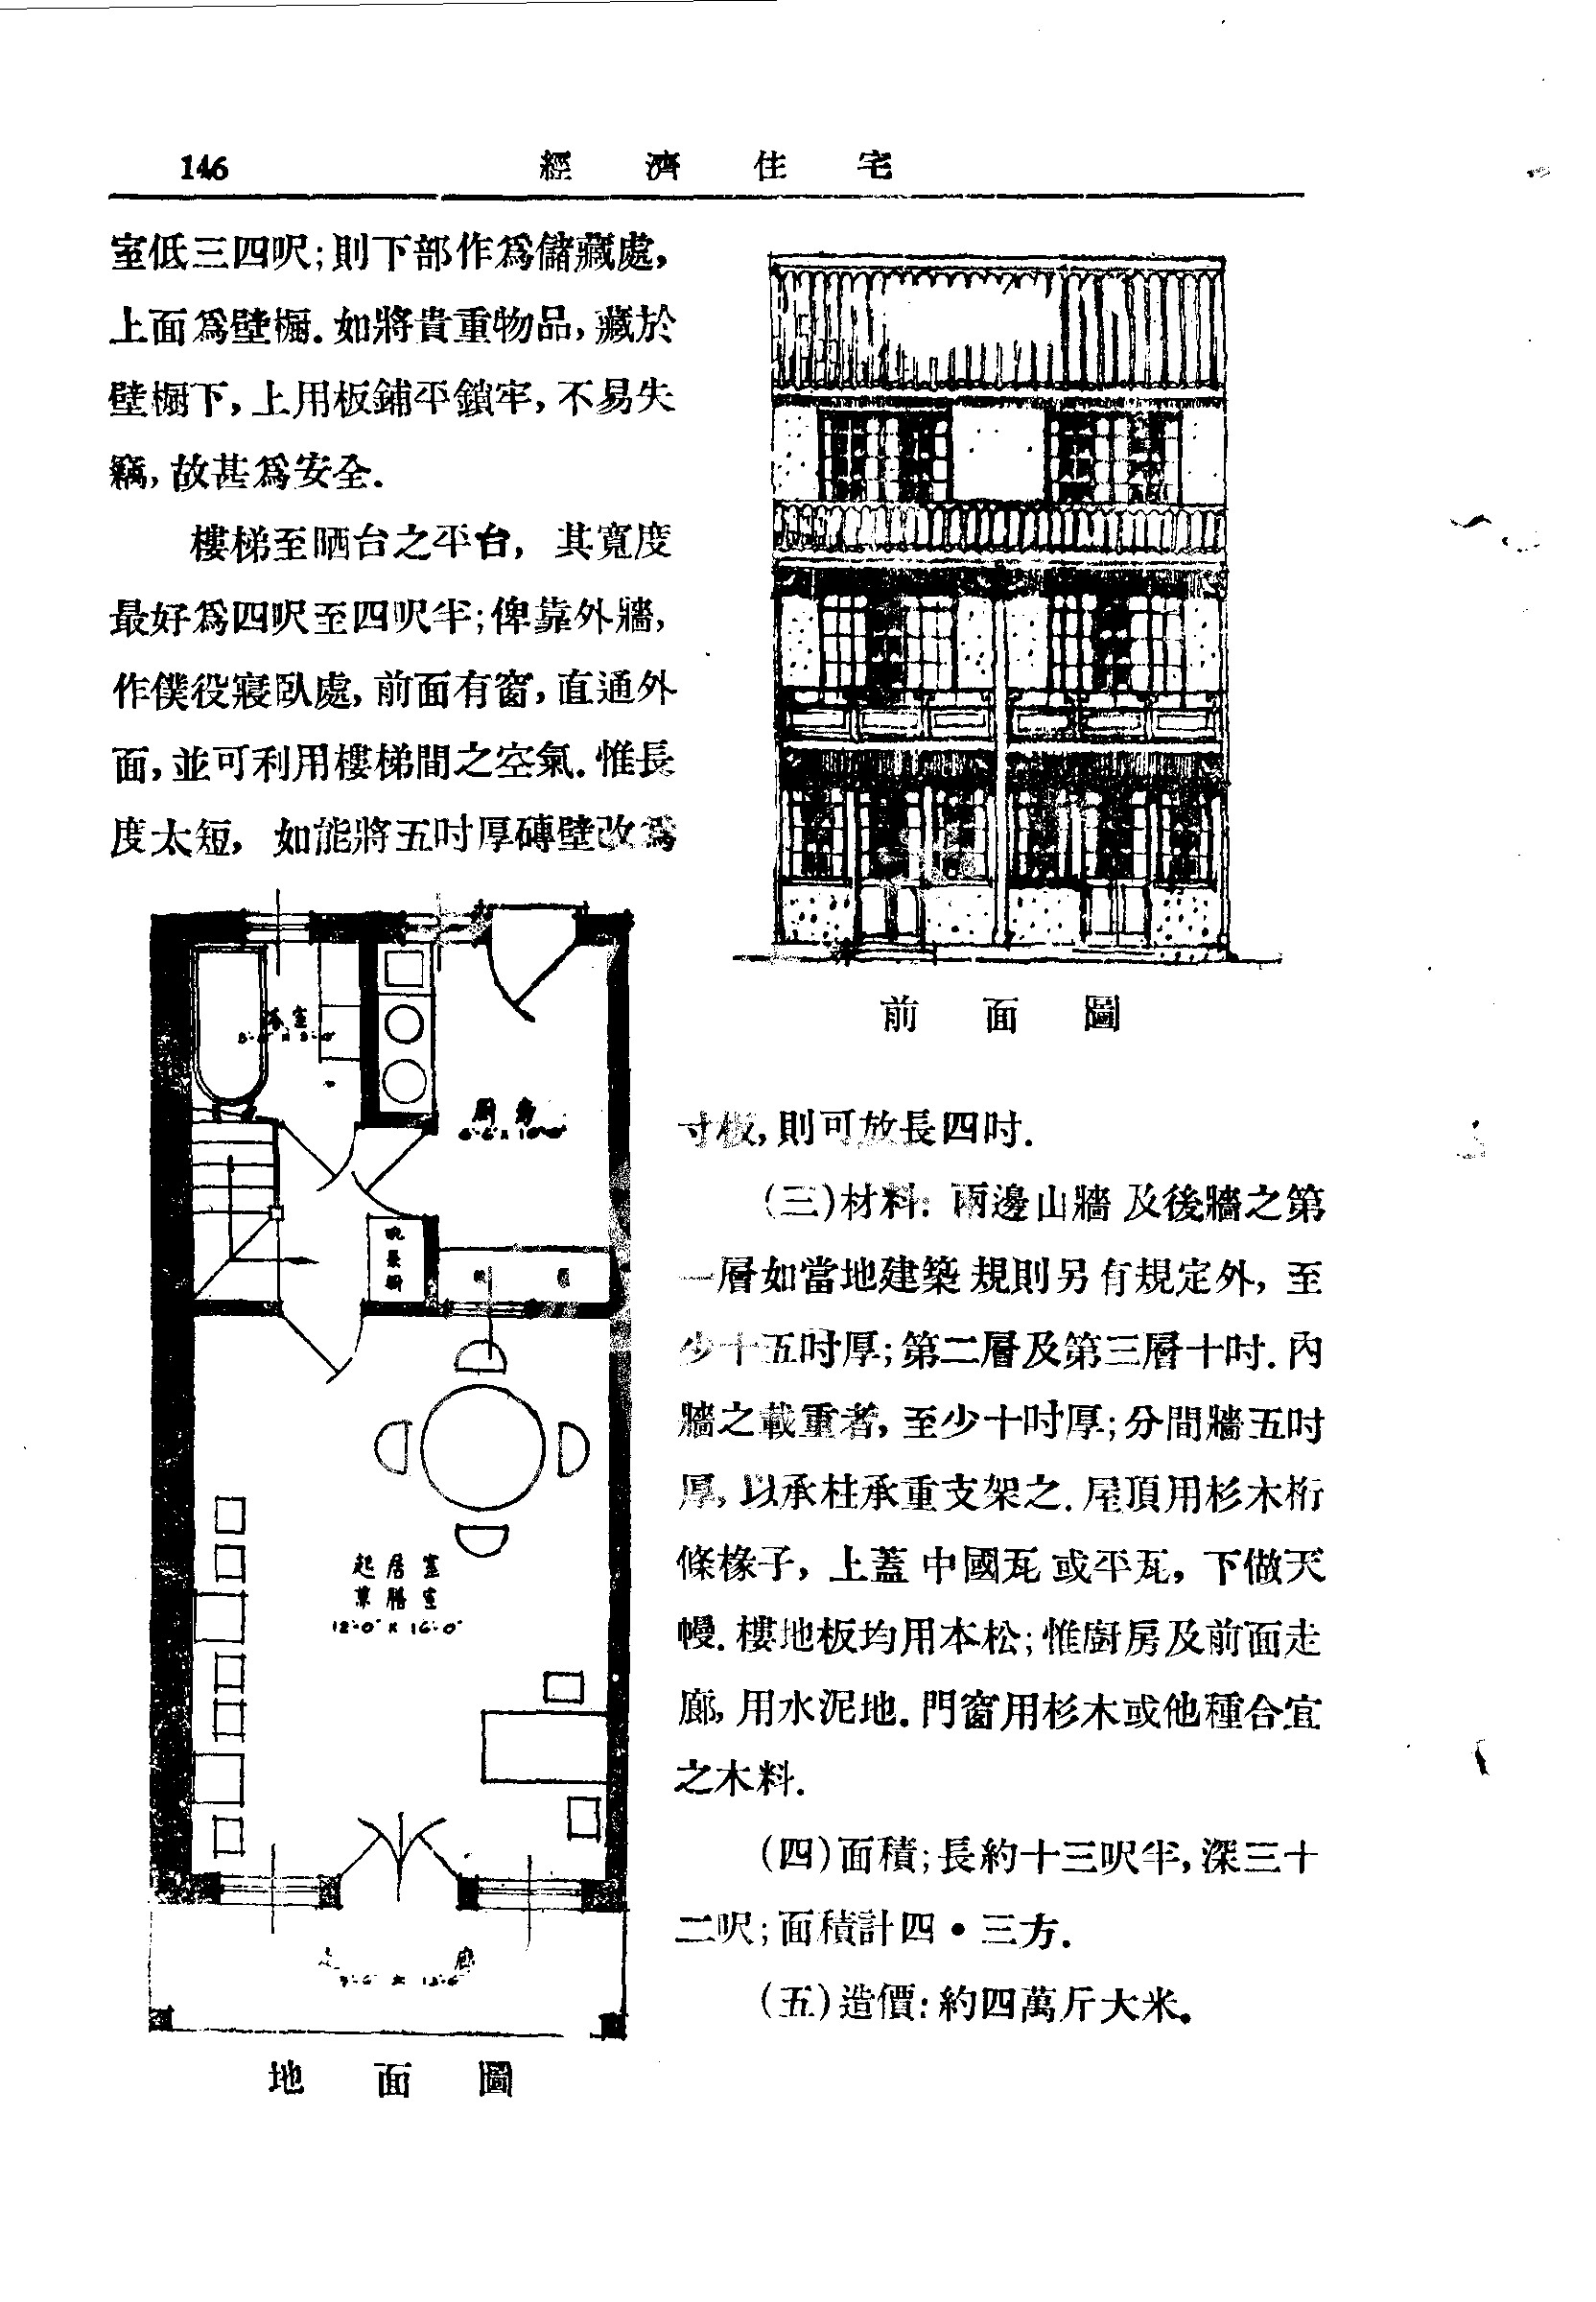 146
經濟住宅
室低三四呎;則下部作爲儲藏處,
上面爲壁櫥.如將貴重物品,藏於
壁櫥下,上用板鋪平鎖牢,不易失
竊,故甚爲安全.
樓梯至晒台之平台,其寬度
最好爲四呎至四呎半;俾靠外牆,
作僕役寢臥處,前面有窗,直通外
面,並可利用樓梯間之空氣.惟長
度太短,如能將五吋厚磚壁改爲
前面圖
浴室
厨房
起居室
兼膳室
12'-0" X 16'-0"
廊
地面圖
寸板,則可放長四吋.
(三)材料:兩邊山牆及後牆之第
一層如當地建築規則另有規定外,至
少十五吋厚;第二層及第三層十吋.內
牆之載重者,至少十吋厚;分間牆五吋
厚,以承柱承重支架之.屋頂用杉木桁
條椽子,上蓋中國瓦或平瓦,下做天
幔.樓地板均用本松;惟廚房及前面走
廊,用水泥地.門窗用杉木或他種合宜
之木料.
(四)面積;長約十三呎半,深三十
二呎;面積計四•三方.
(五)造價:約四萬斤大米。